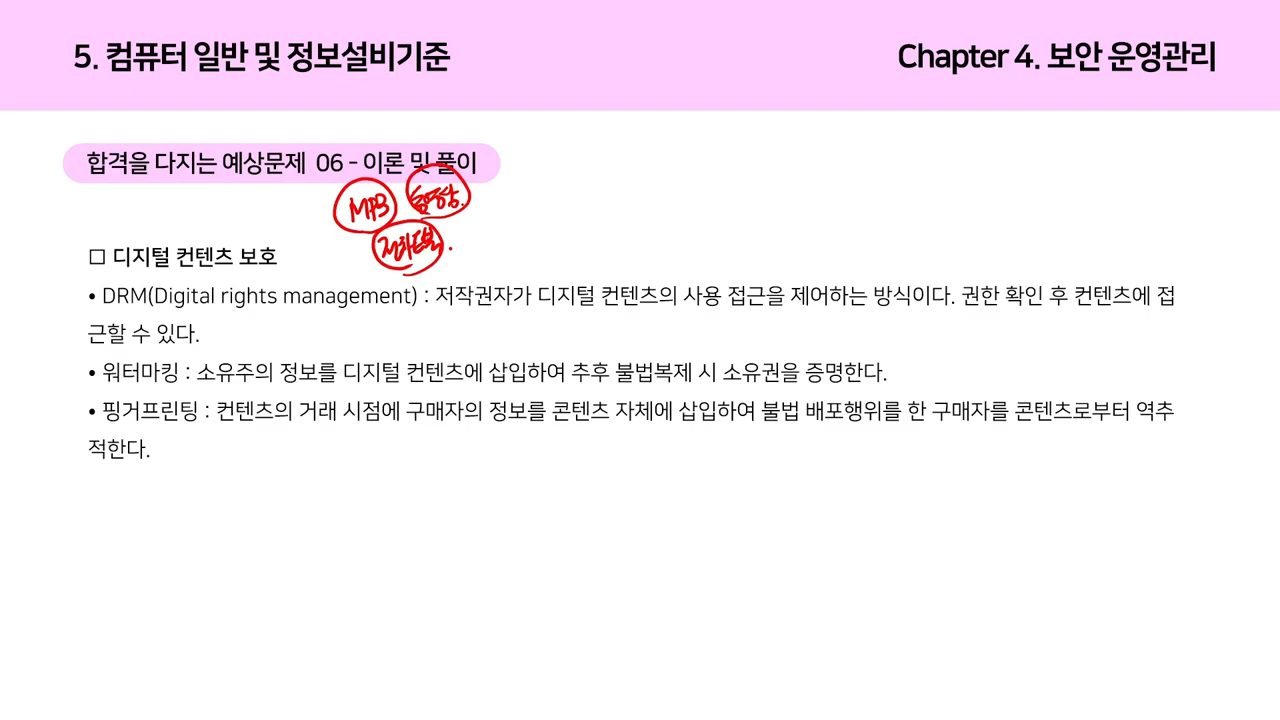 5. 컴퓨터 일반 및 정보설비기준
Chapter 4. 보안 운영관리
합격을 다지는 예상문제 06 - 이론 및 풀이
MP3
동영상.
전자도서.
□ 디지털 컨텐츠 보호
• DRM(Digital rights management) : 저작권자가 디지털 컨텐츠의 사용 접근을 제어하는 방식이다. 권한 확인 후 컨텐츠에 접
근할 수 있다.
• 워터마킹 : 소유주의 정보를 디지털 컨텐츠에 삽입하여 추후 불법복제 시 소유권을 증명한다.
• 핑거프린팅 : 컨텐츠의 거래 시점에 구매자의 정보를 콘텐츠 자체에 삽입하여 불법 배포행위를 한 구매자를 콘텐츠로부터 역추
적한다.